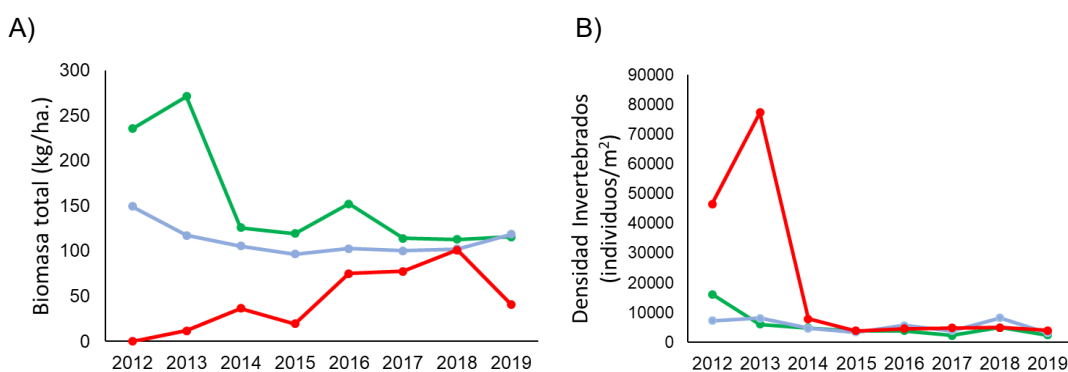 A)
B)
Biomasa total (kg/ha.)
300
250
200
150
100
50
0
2012 2013 2014 2015 2016 2017 2018 2019
Densidad Invertebrados
(individuos/m²)
90000
80000
70000
60000
50000
40000
30000
20000
10000
0
2012 2013 2014 2015 2016 2017 2018 2019